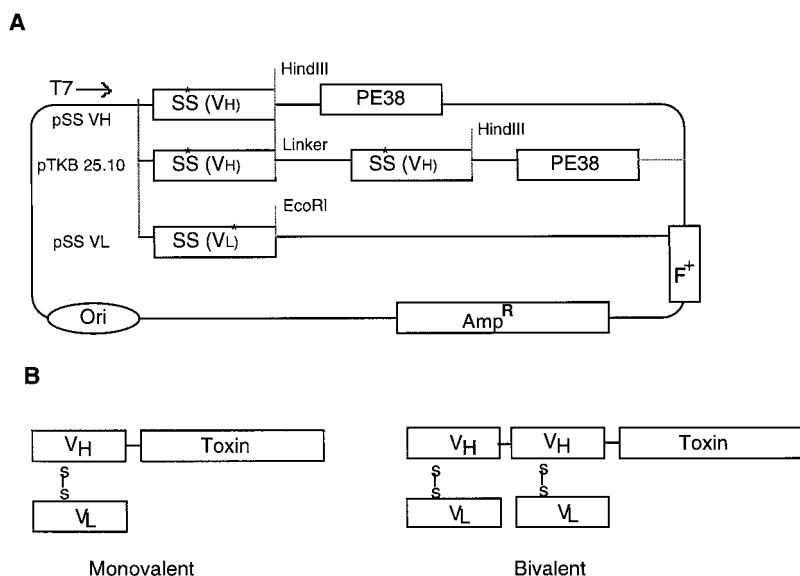 A
T7
HindIII
SS* (VH)
PE38
pSS VH
Linker
HindIII
pTKB 25.10
SS* (VH)
SS* (VH)
PE38
EcoRI
pSS VL
SS (VL)*
F+
Ori
AmpR
B
VH
Toxin
S
S
VL
Monovalent
VH
VH
Toxin
S
S
S
S
VL
VL
Bivalent